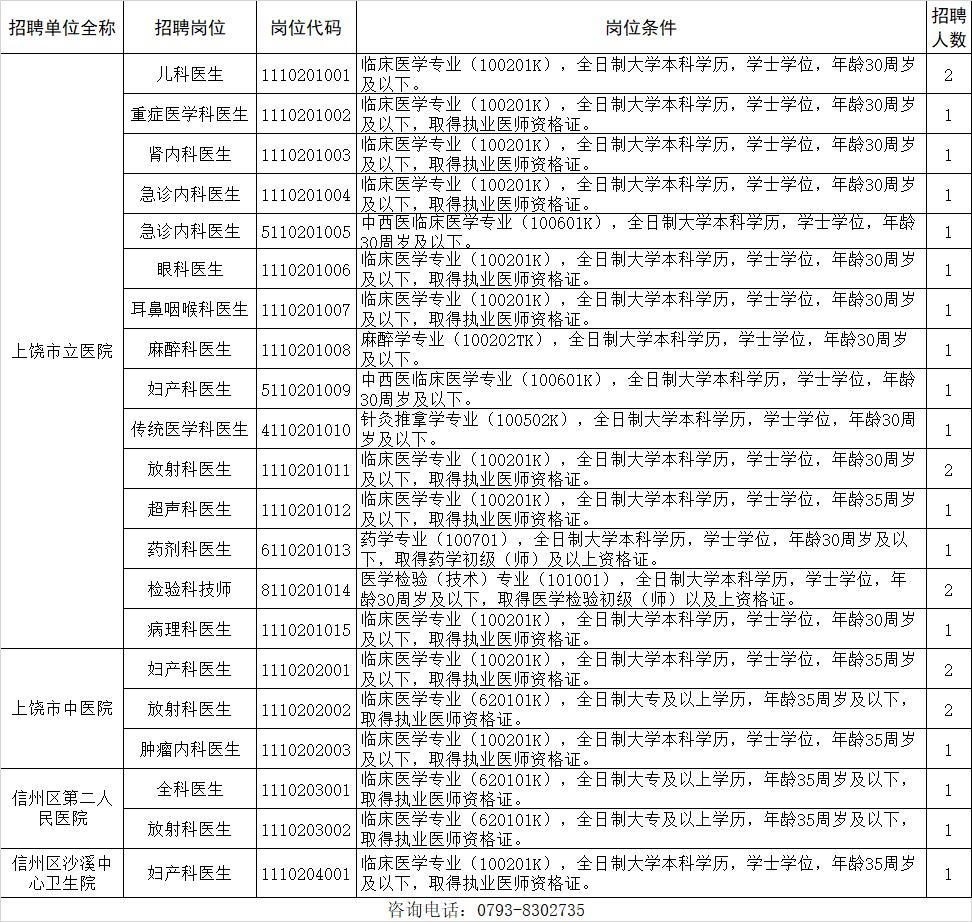 招聘单位全称 招聘岗位 岗位代码 岗位条件 招聘
人数
上饶市立医院
儿科医生 1110201001 临床医学专业（100201K），全日制大学本科学历，学士学位，年龄30周岁
及以下。 2
重症医学科医生 1110201002 临床医学专业（100201K），全日制大学本科学历，学士学位，年龄30周岁
及以下，取得执业医师资格证。 1
肾内科医生 1110201003 临床医学专业（100201K），全日制大学本科学历，学士学位，年龄30周岁
及以下，取得执业医师资格证。 1
急诊内科医生 1110201004 临床医学专业（100201K），全日制大学本科学历，学士学位，年龄30周岁
及以下，取得执业医师资格证。 1
急诊内科医生 5110201005 中西医临床医学专业（100601K），全日制大学本科学历，学士学位，年龄
30周岁及以下。 1
眼科医生 1110201006 临床医学专业（100201K），全日制大学本科学历，学士学位，年龄30周岁
及以下，取得执业医师资格证。 1
耳鼻咽喉科医生 1110201007 临床医学专业（100201K），全日制大学本科学历，学士学位，年龄30周岁
及以下，取得执业医师资格证。 1
麻醉科医生 1110201008 麻醉学专业（100202TK），全日制大学本科学历，学士学位，年龄30周岁
及以下。 1
妇产科医生 5110201009 中西医临床医学专业（100601K），全日制大学本科学历，学士学位，年龄
30周岁及以下。 1
传统医学科医生 4110201010 针灸推拿学专业（100502K），全日制大学本科学历，学士学位，年龄30周
岁及以下。 1
放射科医生 1110201011 临床医学专业（100201K），全日制大学本科学历，学士学位，年龄30周岁
及以下，取得执业医师资格证。 2
超声科医生 1110201012 临床医学专业（100201K），全日制大学本科学历，学士学位，年龄35周岁
及以下，取得执业医师资格证。 1
药剂科医生 6110201013 药学专业（100701），全日制大学本科学历，学士学位，年龄30周岁及以
下，取得药学初级（师）及以上资格证。 1
检验科技师 8110201014 医学检验（技术）专业（101001），全日制大学本科学历，学士学位，年
龄30周岁及以下，取得医学检验初级（师）以及上资格证。 2
病理科医生 1110201015 临床医学专业（100201K），全日制大学本科学历，学士学位，年龄30周岁
及以下，取得执业医师资格证。 1
上饶市中医院
妇产科医生 1110202001 临床医学专业（100201K），全日制大学本科学历，学士学位，年龄35周岁
及以下，取得执业医师资格证。 2
放射科医生 1110202002 临床医学专业（620101K），全日制大专及以上学历，年龄35周岁及以下，
取得执业医师资格证。 2
肿瘤内科医生 1110202003 临床医学专业（100201K），全日制大学本科学历，学士学位，年龄35周岁
及以下，取得执业医师资格证。 1
信州区第二人
民医院
全科医生 1110203001 临床医学专业（620101K），全日制大专及以上学历，年龄35周岁及以下，
取得执业医师资格证。 1
放射科医生 1110203002 临床医学专业（620101K），全日制大专及以上学历，年龄35周岁及以下，
取得执业医师资格证。 1
信州区沙溪中
心卫生院
妇产科医生 1110204001 临床医学专业（100201K），全日制大学本科学历，学士学位，年龄35周岁
及以下，取得执业医师资格证。 1
咨询电话：0793-8302735